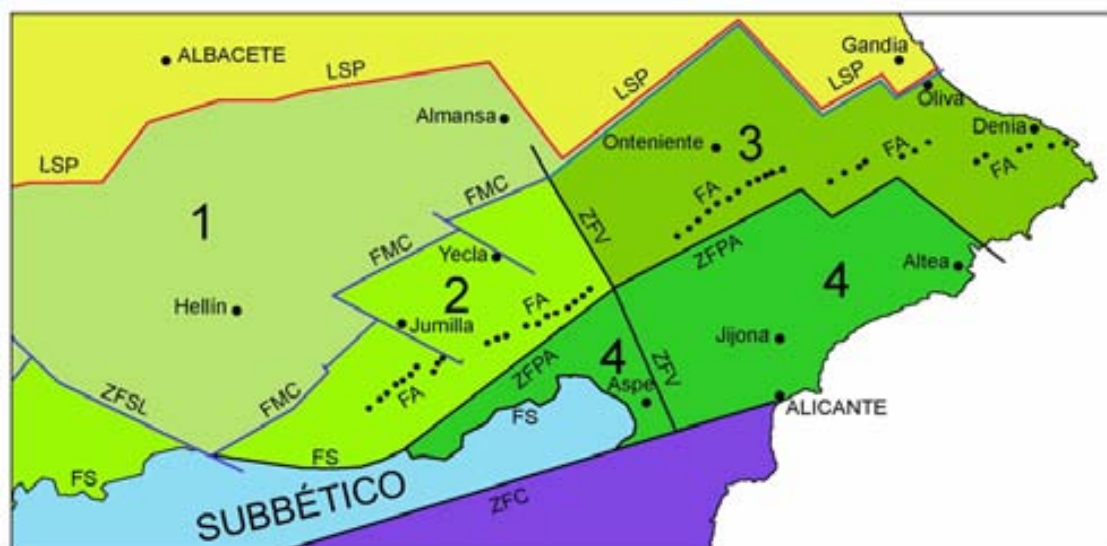 ALBACETE
Gandia
LSP
LSP
LSP
Oliva
Almansa
Denia
Onteniente
3
LSP
FA
FA
FMC
FA
1
ZFV
FMC
Yecla
ZFPA
Altea
2
4
FA
Hellín
Jumilla
Jijona
ZFPA
4
ZFV
ZFSL
FMC
FA
Aspe
ALICANTE
FS
FS
FS
SUBBÉTICO
ZFC